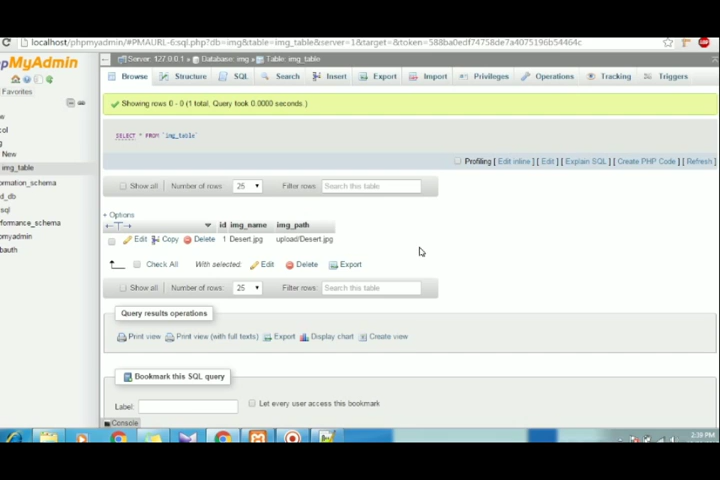 localhost/phpmyadmin/#PMAURL-6:sql.php?db=img&table=img_table&server=1&target=&token=588ba0edf74758de7a4075196b54464c
pMyAdmin
Server: 127.0.0.1 » Database: img » Table: img_table
Browse Structure SQL Search Insert Export Import Privileges Operations Tracking Triggers
Favorites
Showing rows 0 - 0 (1 total, Query took 0.0000 seconds.)
SELECT * FROM `img_table`
New
img_table
Profiling [ Edit inline ] [ Edit ] [ Explain SQL ] [ Create PHP Code ] [ Refresh ]
ormation_schema
d_db
sql
rformance_schema
pmyadmin
bauth
Show all Number of rows: 25 Filter rows: Search this table
+ Options
id img_name img_path
Edit Copy Delete 1 Desert.jpg upload/Desert.jpg
Check All With selected: Edit Delete Export
Show all Number of rows: 25 Filter rows: Search this table
Query results operations
Print view Print view (with full texts) Export Display chart Create view
Bookmark this SQL query
Label: Let every user access this bookmark
Console
2:39 PM